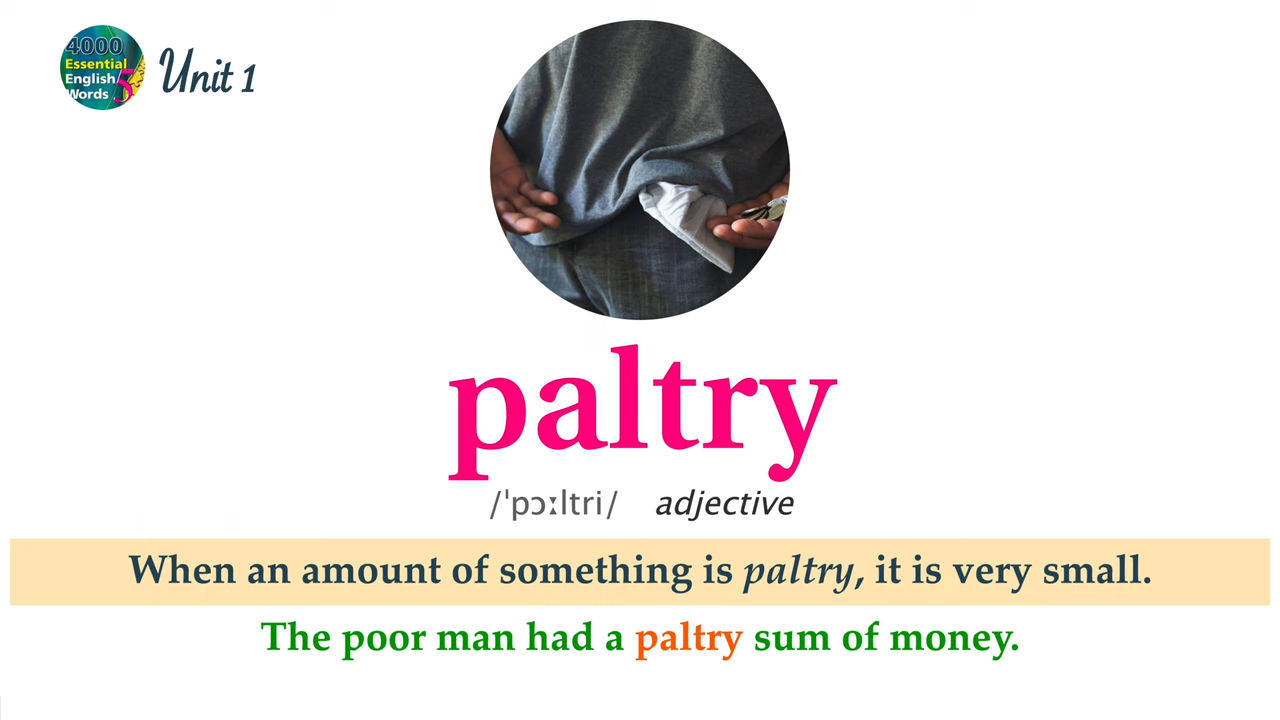 4000
Essential
English
Words 5
Unit 1
paltry
/ˈpɔːltri/ adjective
When an amount of something is paltry, it is very small.
The poor man had a paltry sum of money.